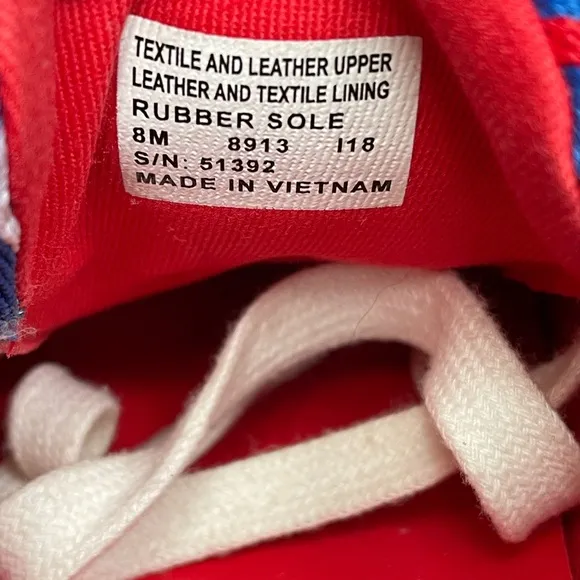 TEXTILE AND LEATHER UPPER
LEATHER AND TEXTILE LINING
RUBBER SOLE
8M 8913 I18
S/N: 51392
MADE IN VIETNAM